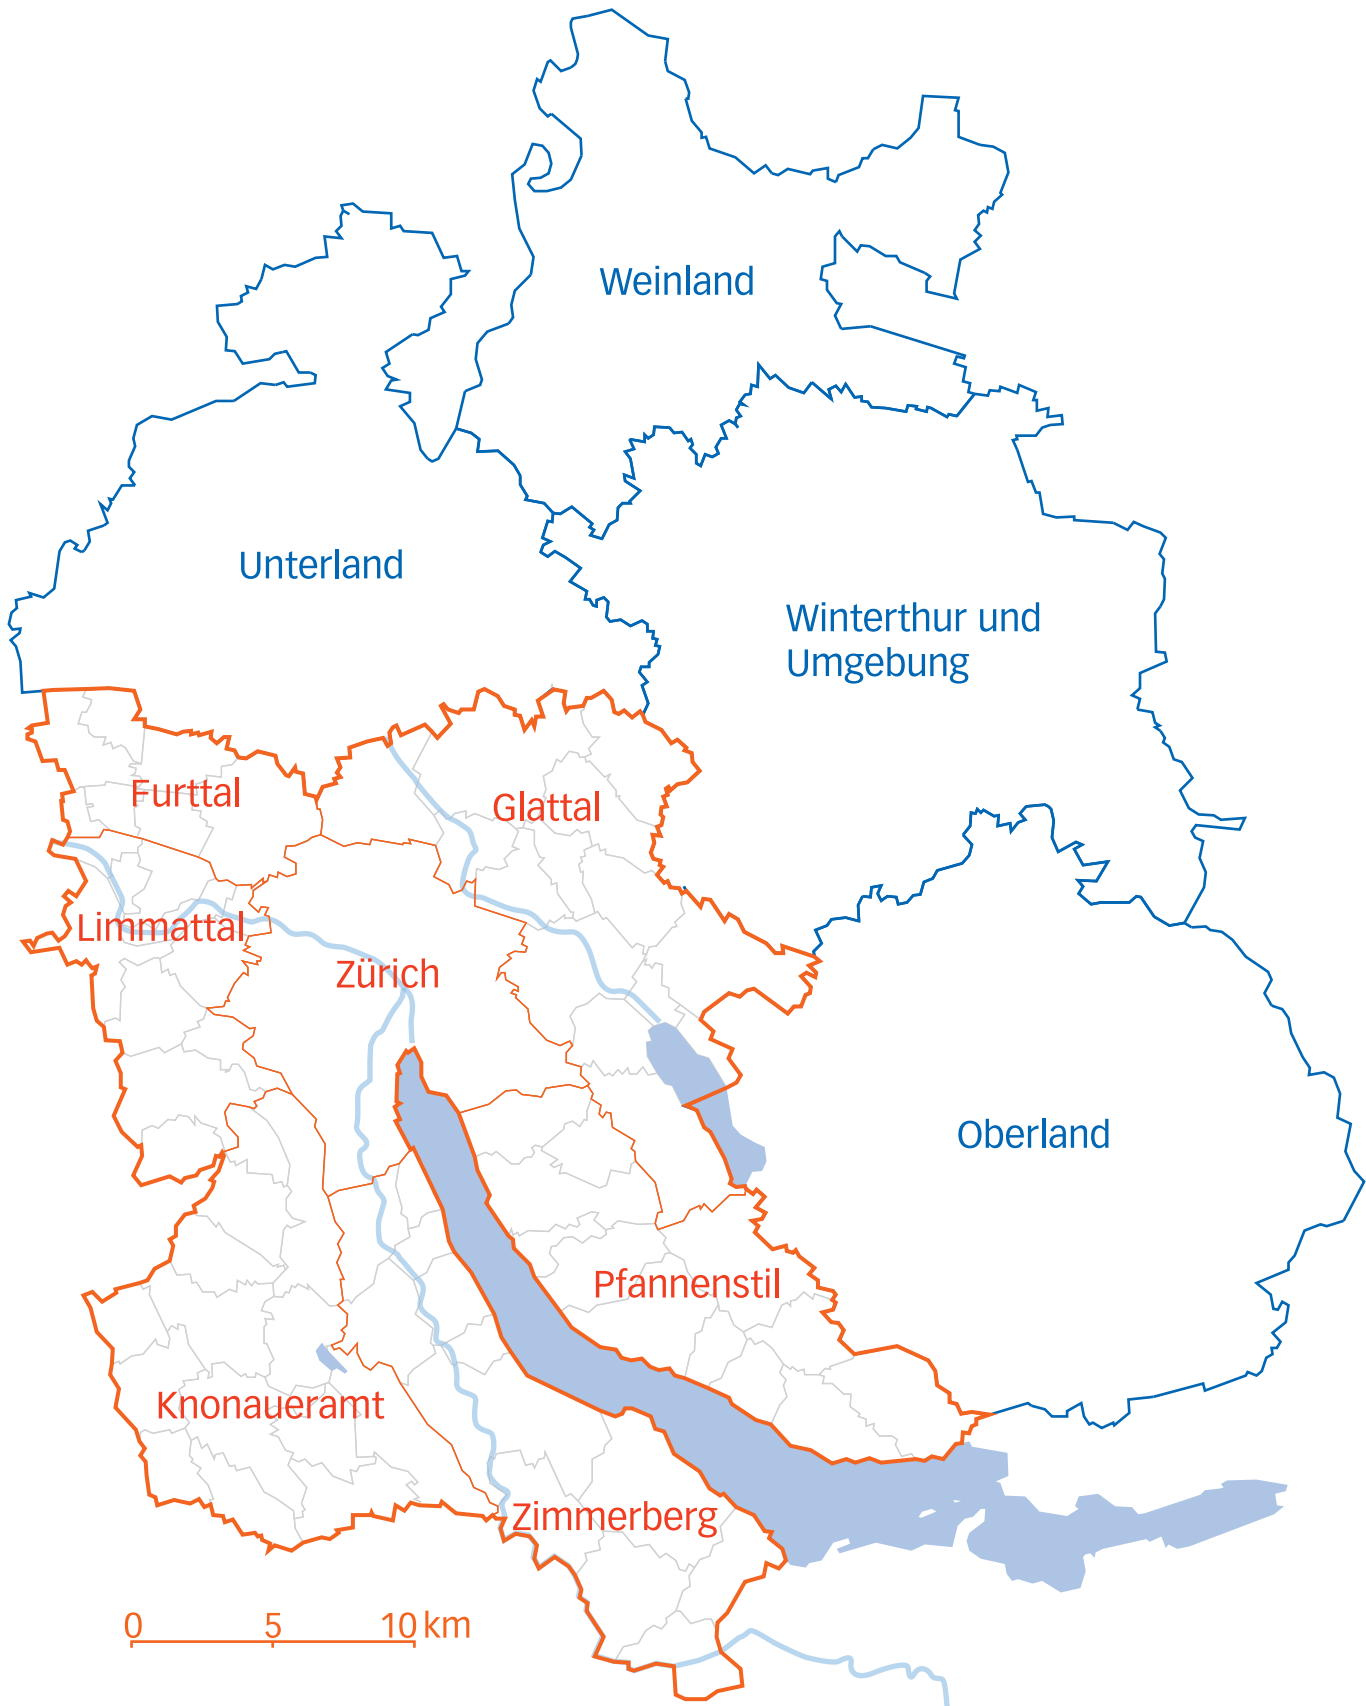 Weinland
Unterland
Winterthur und
Umgebung
Furttal
Glattal
Limmattal
Zürich
Oberland
Pfannenstil
Knonaueramt
Zimmerberg
0 5 10 km